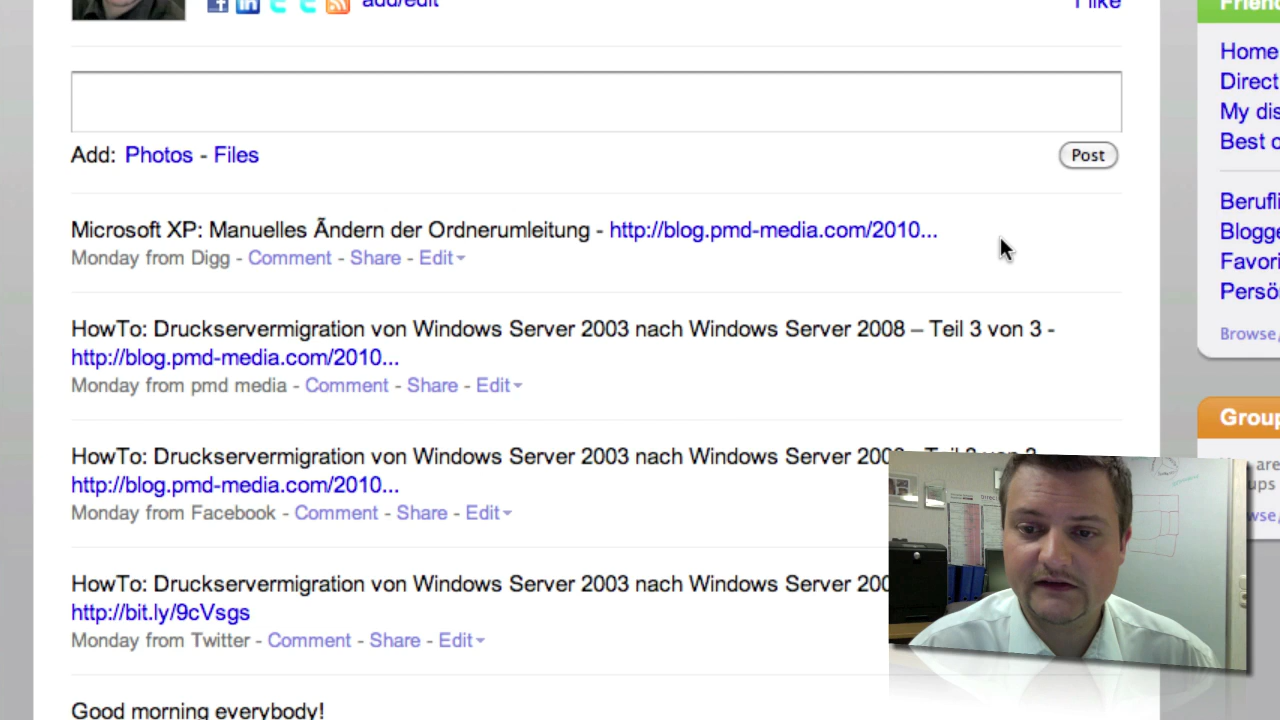 add/edit
I like
Add: Photos - Files
Post
Microsoft XP: Manuelles Ãndern der Ordnerumleitung - http://blog.pmd-media.com/2010...
Monday from Digg - Comment - Share - Edit
HowTo: Druckservermigration von Windows Server 2003 nach Windows Server 2008 – Teil 3 von 3 -
http://blog.pmd-media.com/2010...
Monday from pmd media - Comment - Share - Edit
HowTo: Druckservermigration von Windows Server 2003 nach Windows Server 200
http://blog.pmd-media.com/2010...
Monday from Facebook - Comment - Share - Edit
HowTo: Druckservermigration von Windows Server 2003 nach Windows Server 200
http://bit.ly/9cVsgs
Monday from Twitter - Comment - Share - Edit
Good morning everybody!
Friend
Home
Direct
My dis
Best o
Berufli
Blogge
Favori
Persö
Browse/
Group
are
ups
wse/